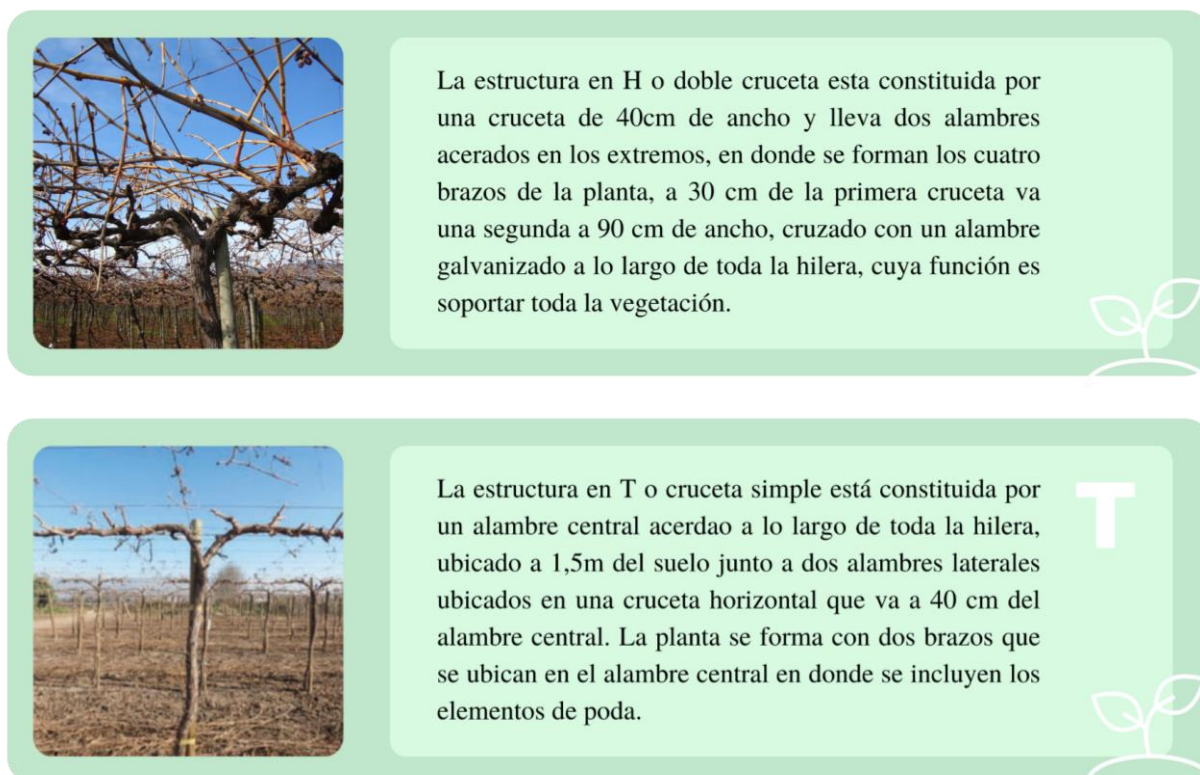 La estructura en H o doble cruceta esta constituida por
una cruceta de 40cm de ancho y lleva dos alambres
acerados en los extremos, en donde se forman los cuatro
brazos de la planta, a 30 cm de la primera cruceta va
una segunda a 90 cm de ancho, cruzado con un alambre
galvanizado a lo largo de toda la hilera, cuya función es
soportar toda la vegetación.
La estructura en T o cruceta simple está constituida por
un alambre central acerdao a lo largo de toda la hilera,
ubicado a 1,5m del suelo junto a dos alambres laterales
ubicados en una cruceta horizontal que va a 40 cm del
alambre central. La planta se forma con dos brazos que
se ubican en el alambre central en donde se incluyen los
elementos de poda.
T